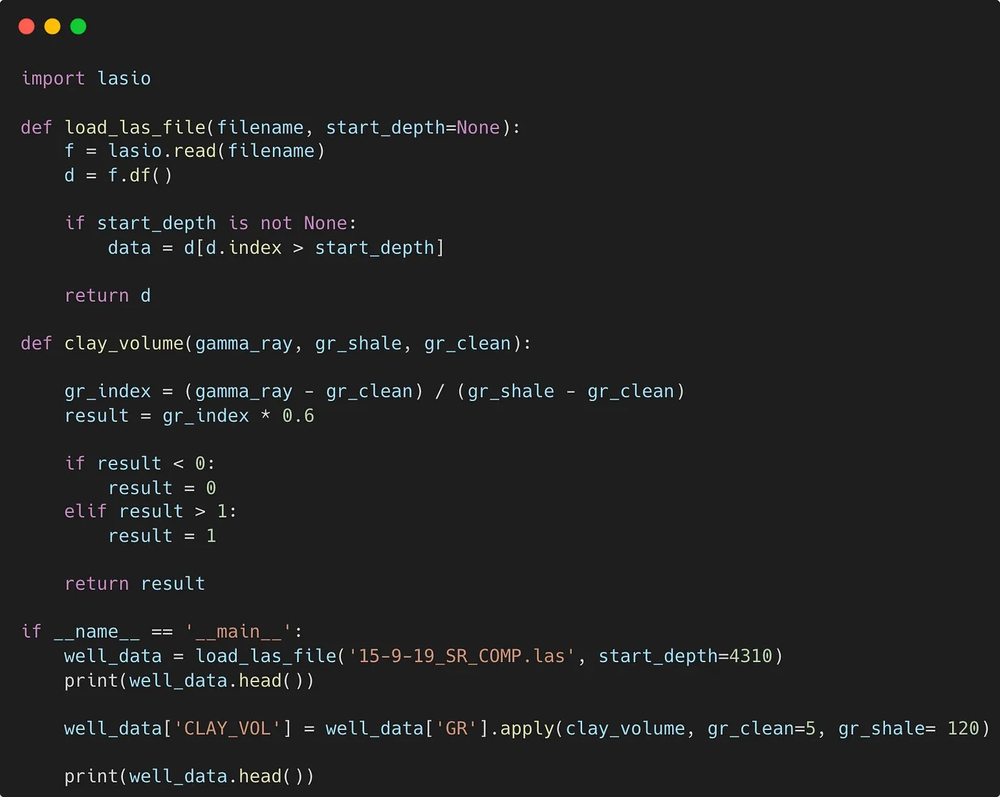 import lasio
def load_las_file(filename, start_depth=None):
    f = lasio.read(filename)
    d = f.df()
    if start_depth is not None:
        data = d[d.index > start_depth]
    return d
def clay_volume(gamma_ray, gr_shale, gr_clean):
    gr_index = (gamma_ray - gr_clean) / (gr_shale - gr_clean)
    result = gr_index * 0.6
    if result < 0:
        result = 0
    elif result > 1:
        result = 1
    return result
if __name__ == '__main__':
    well_data = load_las_file('15-9-19_SR_COMP.las', start_depth=4310)
    print(well_data.head())
    well_data['CLAY_VOL'] = well_data['GR'].apply(clay_volume, gr_clean=5, gr_shale= 120)
    print(well_data.head())